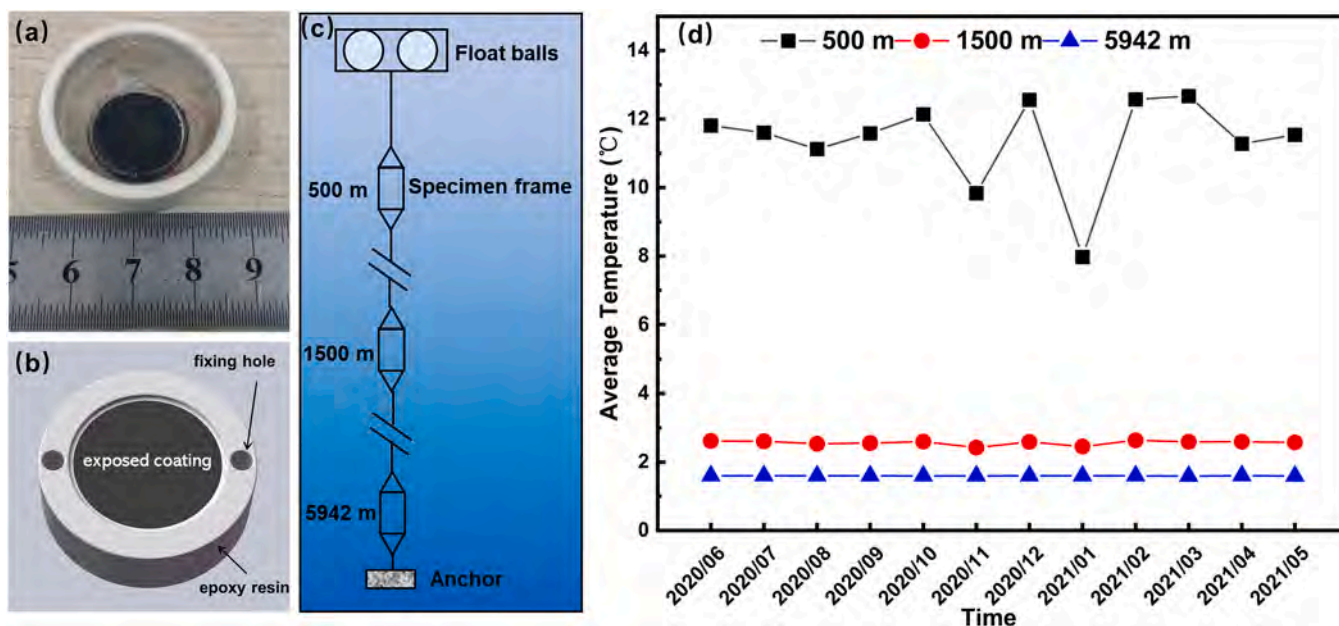 (a)
5 6 7 8 9
(b)
fixing hole
exposed coating
epoxy resin
(c)
Float balls
500 m
Specimen frame
1500 m
5942 m
Anchor
(d)
500 m 1500 m 5942 m
Average Temperature (℃)
14
12
10
8
6
4
2
0
2020/06 2020/07 2020/08 2020/09 2020/10 2020/11 2020/12 2021/01 2021/02 2021/03 2021/04 2021/05
Time